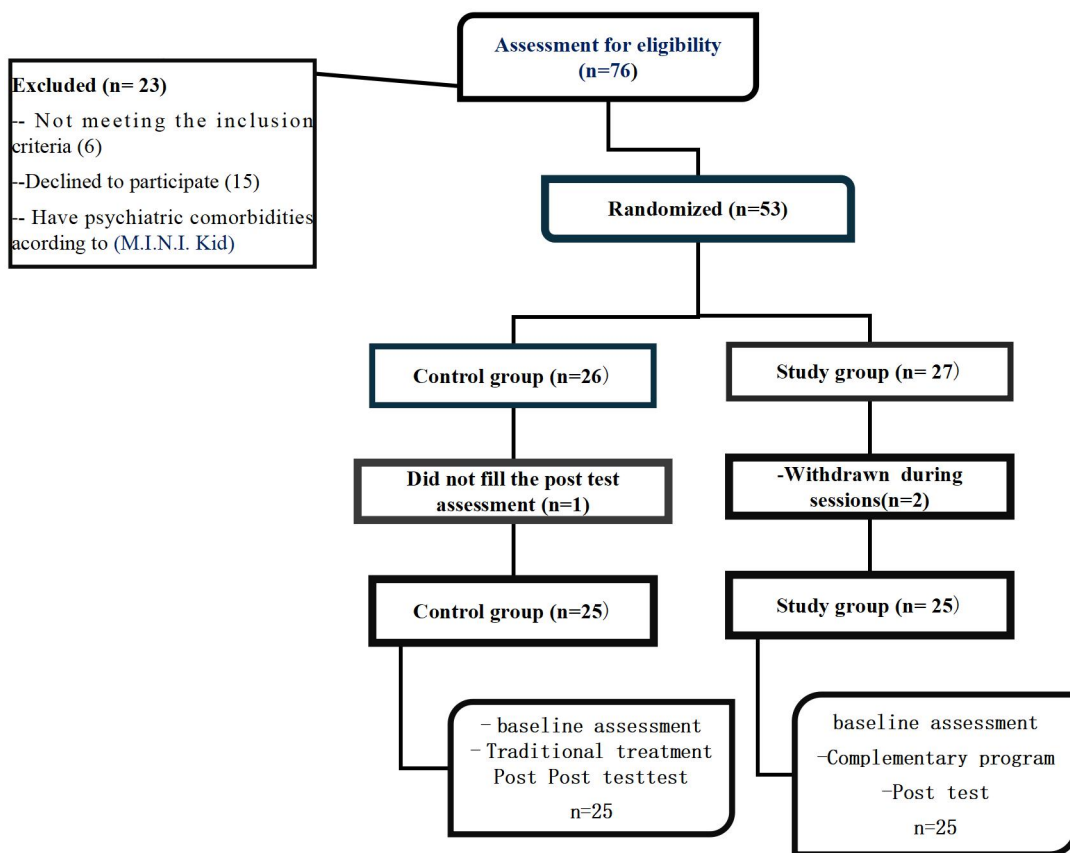 Assessment for eligibility
(n=76)
Excluded (n= 23)
-- Not meeting the inclusion
criteria (6)
--Declined to participate (15)
-- Have psychiatric comorbidities
acording to (M.I.N.I. Kid)
Randomized (n=53)
Control group (n=26)
Study group (n= 27)
Did not fill the post test
assessment (n=1)
-Withdrawn during
sessions(n=2)
Control group (n=25)
Study group (n= 25)
- baseline assessment
- Traditional treatment
Post Post testtest
n=25
baseline assessment
-Complementary program
-Post test
n=25